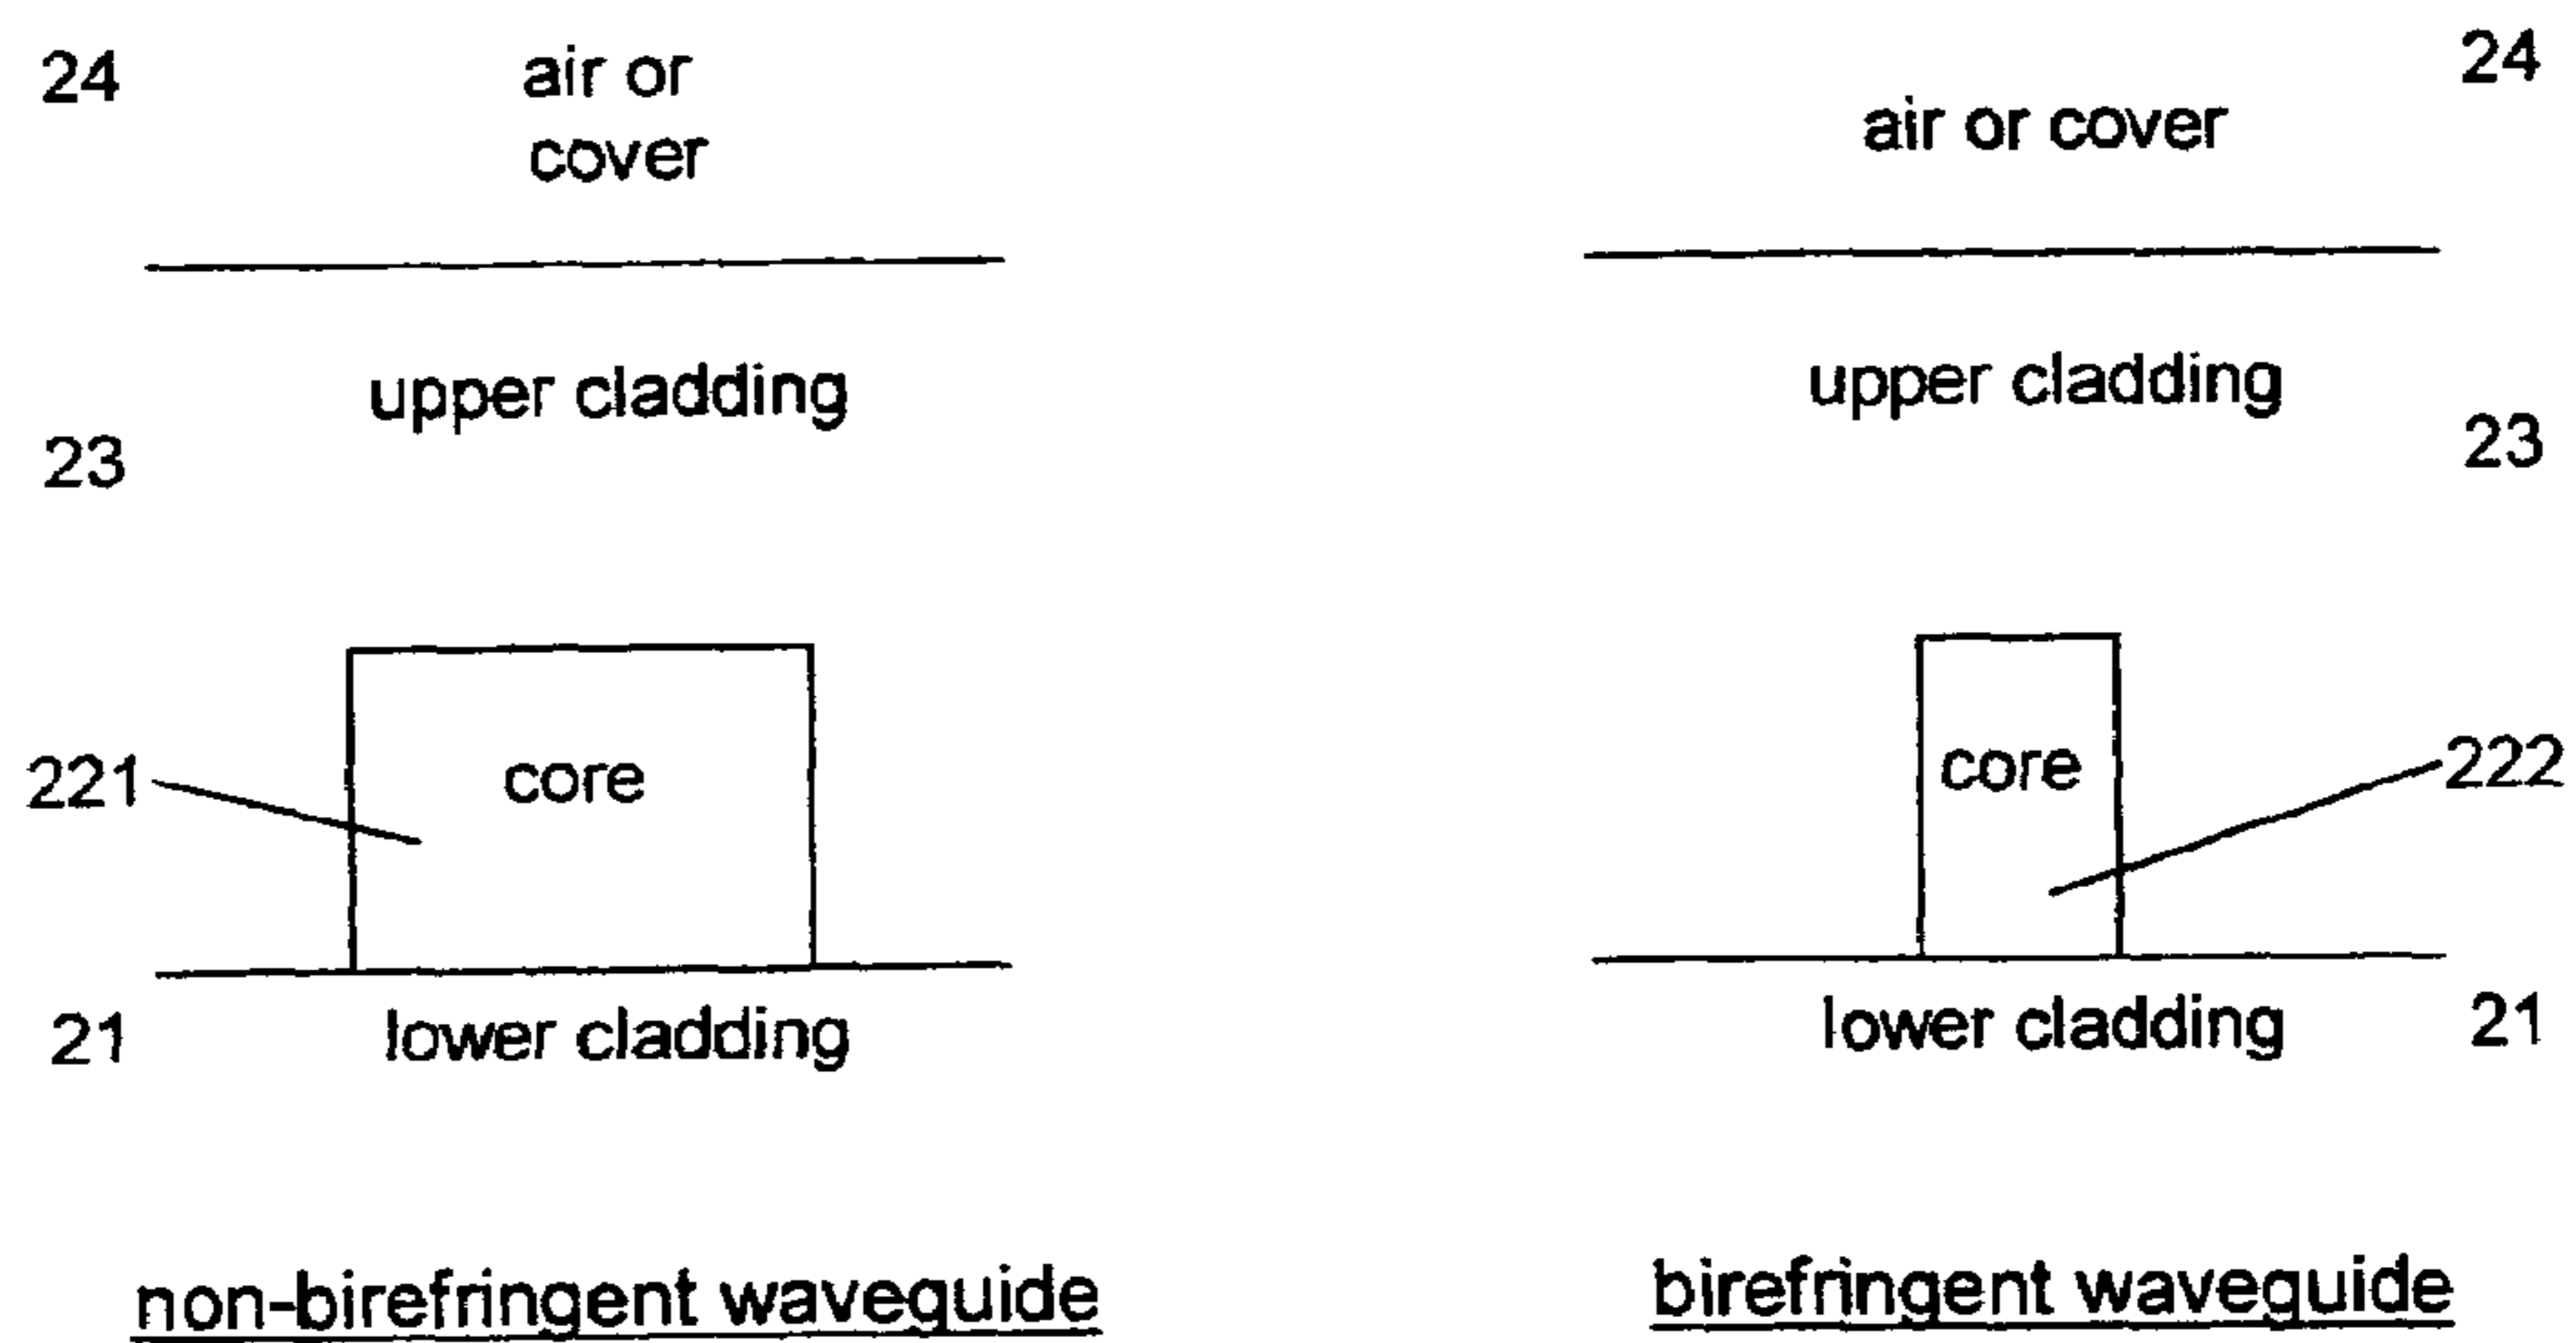 24
air or
cover
upper cladding
23
221
core
21
lower cladding
non-birefringent waveguide
24
air or cover
upper cladding
23
core
222
lower cladding
21
birefringent waveguide